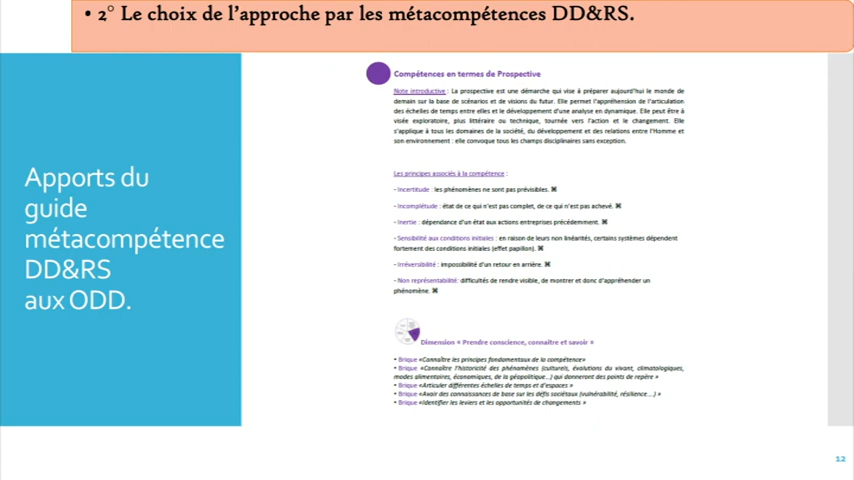 • 2° Le choix de l'approche par les métacompétences DD&RS.
Apports du
guide
métacompétence
DD&RS
aux ODD.
Compétences en termes de Prospective
Note introductive : La prospective est une démarche qui vise à préparer aujourd'hui le monde de
demain sur la base de scénarios et de visions du futur. Elle permet l'appréhension de l'articulation
des échelles de temps entre elles et le développement d'une analyse en dynamique. Elle peut être à
visée exploratoire, plus littéraire ou technique, tournée vers l'action et le changement. Elle
s'applique à tous les domaines de la société, du développement et des relations entre l'Homme et
son environnement : elle convoque tous les champs disciplinaires sans exception.
Les principes associés à la compétence :
- Incertitude : les phénomènes ne sont pas prévisibles. ⌘
- Incomplétude : état de ce qui n'est pas complet, de ce qui n'est pas achevé. ⌘
- Inertie : dépendance d'un état aux actions entreprises précédemment. ⌘
- Sensibilité aux conditions initiales : en raison de leurs non linéarités, certains systèmes dépendent
fortement des conditions initiales (effet papillon). ⌘
- Irréversibilité : impossibilité d'un retour en arrière. ⌘
- Non représentabilité: difficultés de rendre visible, de montrer et donc d'appréhender un
phénomène. ⌘
Dimension « Prendre conscience, connaître et savoir »
• Brique «Connaître les principes fondamentaux de la compétence»
• Brique «Connaître l'historicité des phénomènes (culturels, évolutions du vivant, climatologiques,
modes alimentaires, économiques, de la géopolitique...) qui donneront des points de repère »
• Brique «Articuler différentes échelles de temps et d'espaces »
• Brique «Avoir des connaissances de base sur les défis sociétaux (vulnérabilité, résilience....) »
• Brique «Identifier les leviers et les opportunités de changements »
12